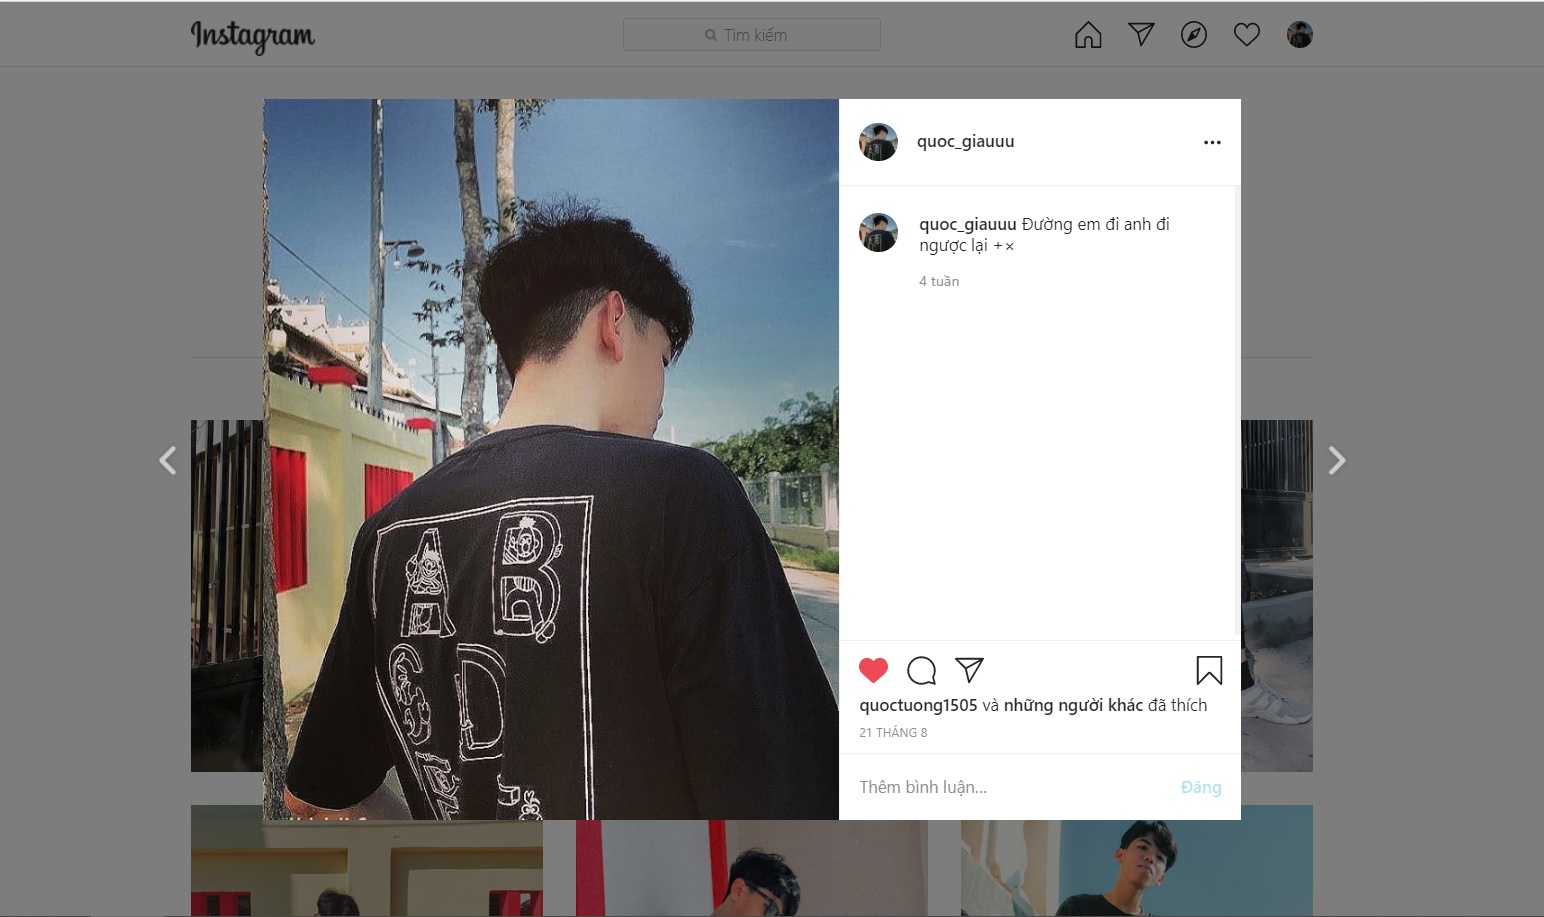 Instagram
Tìm kiếm
quoc_giauuu
quoc_giauuu Đường em đi anh đi
ngược lại +×
4 tuần
A B
C D
quoctuong1505 và những người khác đã thích
21 THÁNG 8
Thêm bình luận...
Đăng